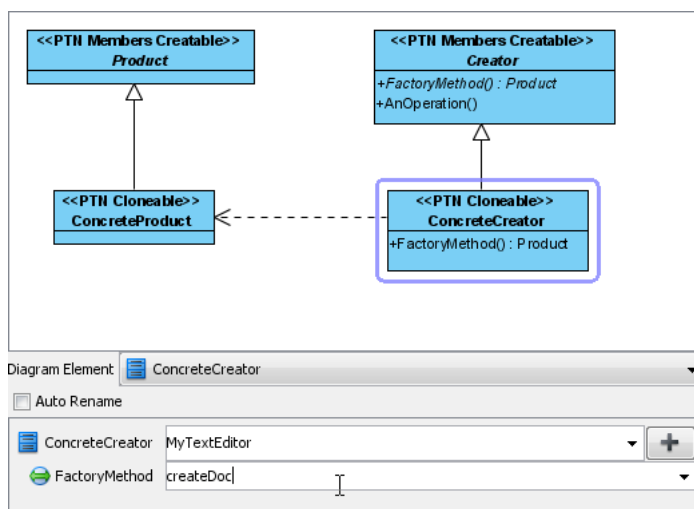 <<PTN Members Creatable>>
Product
<<PTN Members Creatable>>
Creator
+FactoryMethod() : Product
+AnOperation()
<<PTN Cloneable>>
ConcreteProduct
<<PTN Cloneable>>
ConcreteCreator
+FactoryMethod() : Product
Diagram Element ConcreteCreator
Auto Rename
ConcreteCreator MyTextEditor
FactoryMethod createDoc